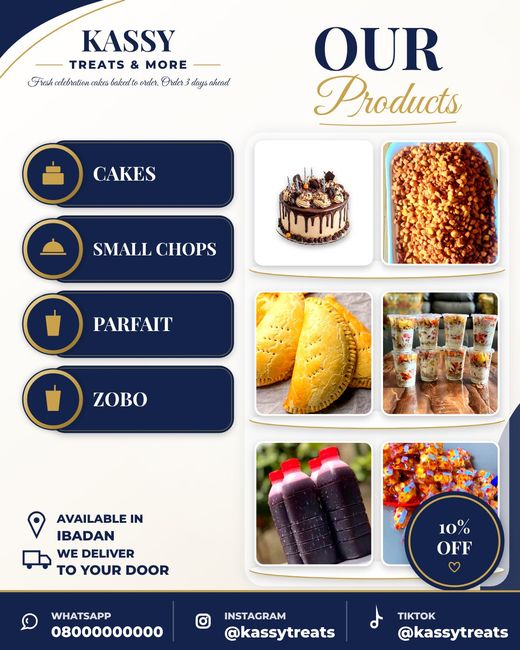 KASSY
TREATS & MORE
Fresh celebration cakes baked to order. Order 3 days ahead
OUR
Products
CAKES
SMALL CHOPS
PARFAIT
ZOBO
AVAILABLE IN
IBADAN
WE DELIVER
TO YOUR DOOR
10%
OFF
WHATSAPP
08000000000
INSTAGRAM
@kassytreats
TIKTOK
@kassytreats